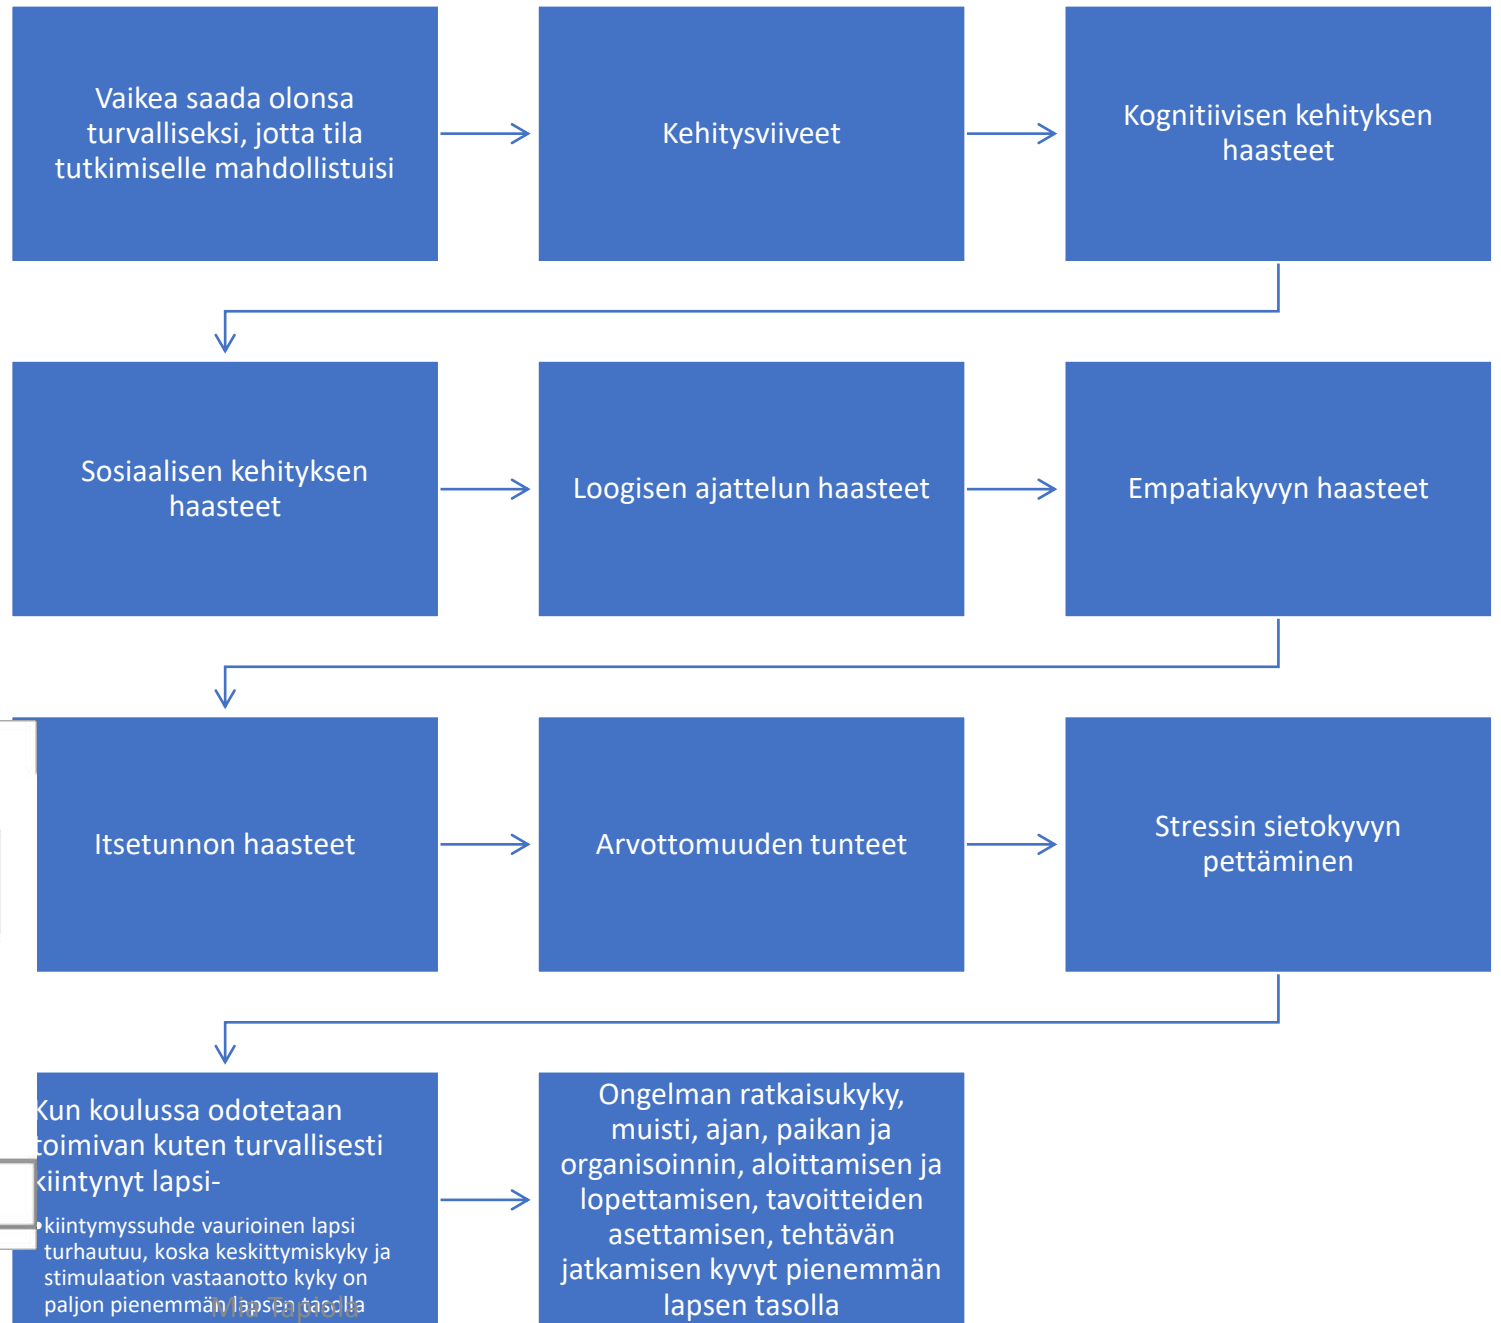 Vaikea saada olonsa
turvalliseksi, jotta tila
tutkimiselle mahdollistuisi
Kehitysviiveet
Kognitiivisen kehityksen
haasteet
Sosiaalisen kehityksen
haasteet
Loogisen ajattelun haasteet
Empatiakyvyn haasteet
Itsetunnon haasteet
Arvottomuuden tunteet
Stressin sietokyvyn
pettäminen
Kun koulussa odotetaan
toimivan kuten turvallisesti
kiintynyt lapsi-
•kiintymyssuhde vaurioinen lapsi
turhautuu, koska keskittymiskyky ja
stimulaation vastaanotto kyky on
paljon pienemmän lapsen tasolla
Mia Tapiola
Ongelman ratkaisukyky,
muisti, ajan, paikan ja
organisoinnin, aloittamisen ja
lopettamisen, tavoitteiden
asettamisen, tehtävän
jatkamisen kyvyt pienemmän
lapsen tasolla